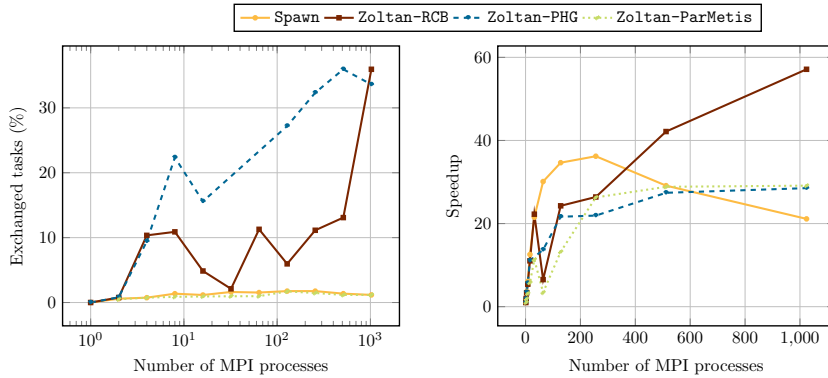 Spawn Zoltan-RCB Zoltan-PHG Zoltan-ParMetis
Exchanged tasks (%)
30
20
10
0
10^0 10^1 10^2 10^3
Number of MPI processes
Speedup
60
40
20
0
0 200 400 600 800 1,000
Number of MPI processes